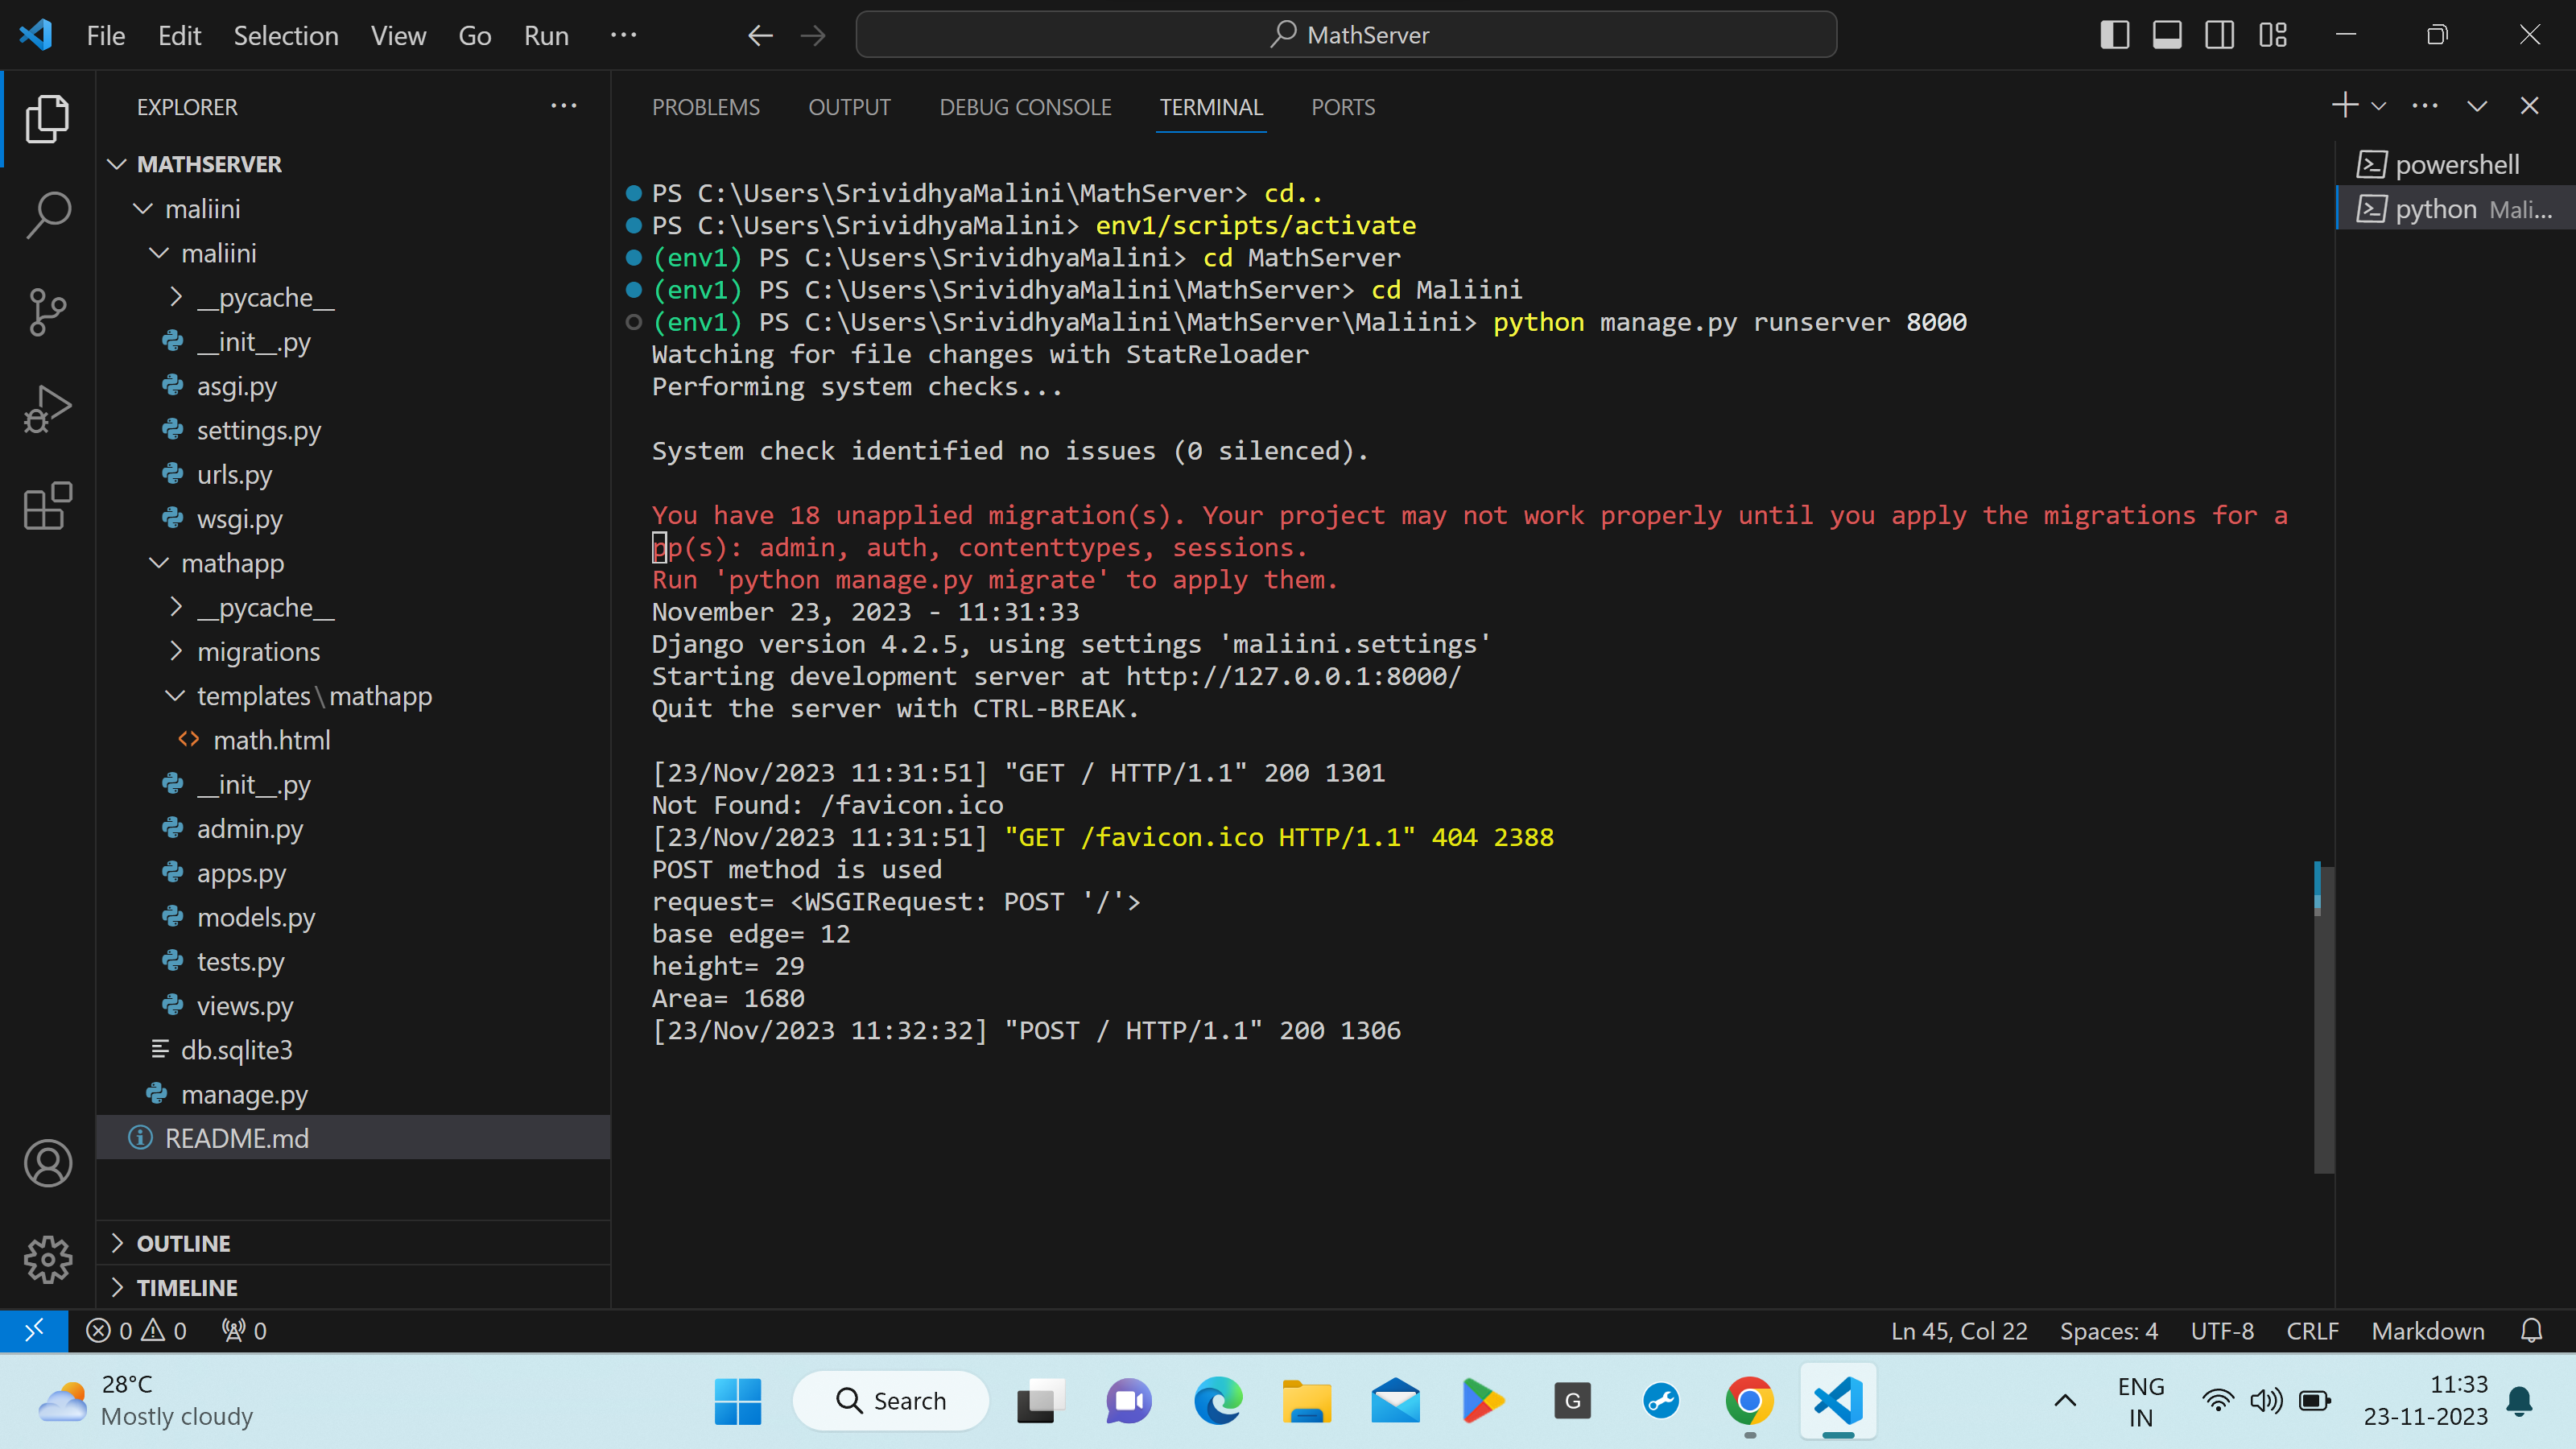 File Edit Selection View Go Run ···
MathServer
EXPLORER
MATHSERVER
maliini
maliini
__pycache__
__init__.py
asgi.py
settings.py
urls.py
wsgi.py
mathapp
__pycache__
migrations
templates\mathapp
math.html
__init__.py
admin.py
apps.py
models.py
tests.py
views.py
db.sqlite3
manage.py
README.md
OUTLINE
TIMELINE
PROBLEMS OUTPUT DEBUG CONSOLE TERMINAL PORTS
PS C:\Users\SrividhyaMalini\MathServer> cd..
PS C:\Users\SrividhyaMalini> env1/scripts/activate
(env1) PS C:\Users\SrividhyaMalini> cd MathServer
(env1) PS C:\Users\SrividhyaMalini\MathServer> cd Maliini
(env1) PS C:\Users\SrividhyaMalini\MathServer\Maliini> python manage.py runserver 8000
Watching for file changes with StatReloader
Performing system checks...
System check identified no issues (0 silenced).
You have 18 unapplied migration(s). Your project may not work properly until you apply the migrations for a
pp(s): admin, auth, contenttypes, sessions.
Run 'python manage.py migrate' to apply them.
November 23, 2023 - 11:31:33
Django version 4.2.5, using settings 'maliini.settings'
Starting development server at http://127.0.0.1:8000/
Quit the server with CTRL-BREAK.
[23/Nov/2023 11:31:51] "GET / HTTP/1.1" 200 1301
Not Found: /favicon.ico
[23/Nov/2023 11:31:51] "GET /favicon.ico HTTP/1.1" 404 2388
POST method is used
request= <WSGIRequest: POST '/'>
base edge= 12
height= 29
Area= 1680
[23/Nov/2023 11:32:32] "POST / HTTP/1.1" 200 1306
powershell
python Mali...
0 0 0
Ln 45, Col 22 Spaces: 4 UTF-8 CRLF Markdown
28°C
Mostly cloudy
Search
G
ENG
IN
11:33
23-11-2023